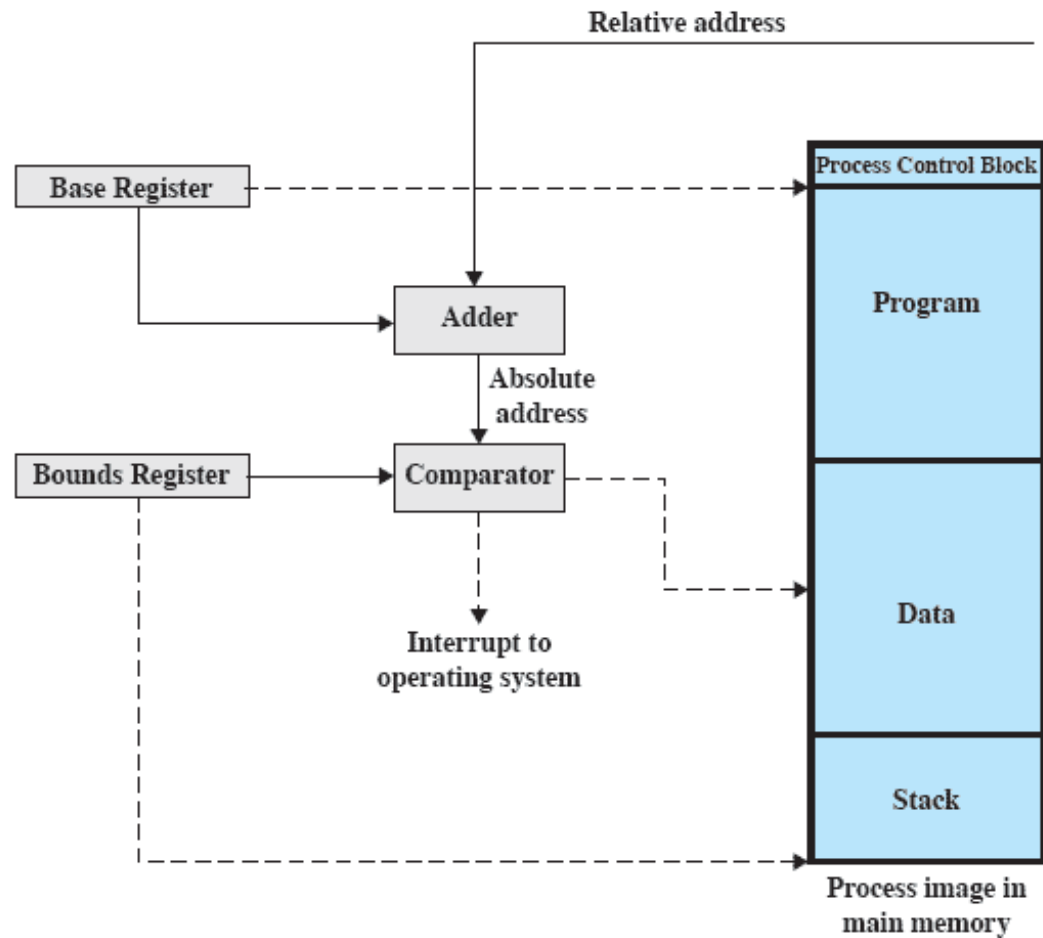 Relative address
Process Control Block
Base Register
Program
Adder
Absolute
address
Bounds Register
Comparator
Data
Interrupt to
operating system
Stack
Process image in
main memory